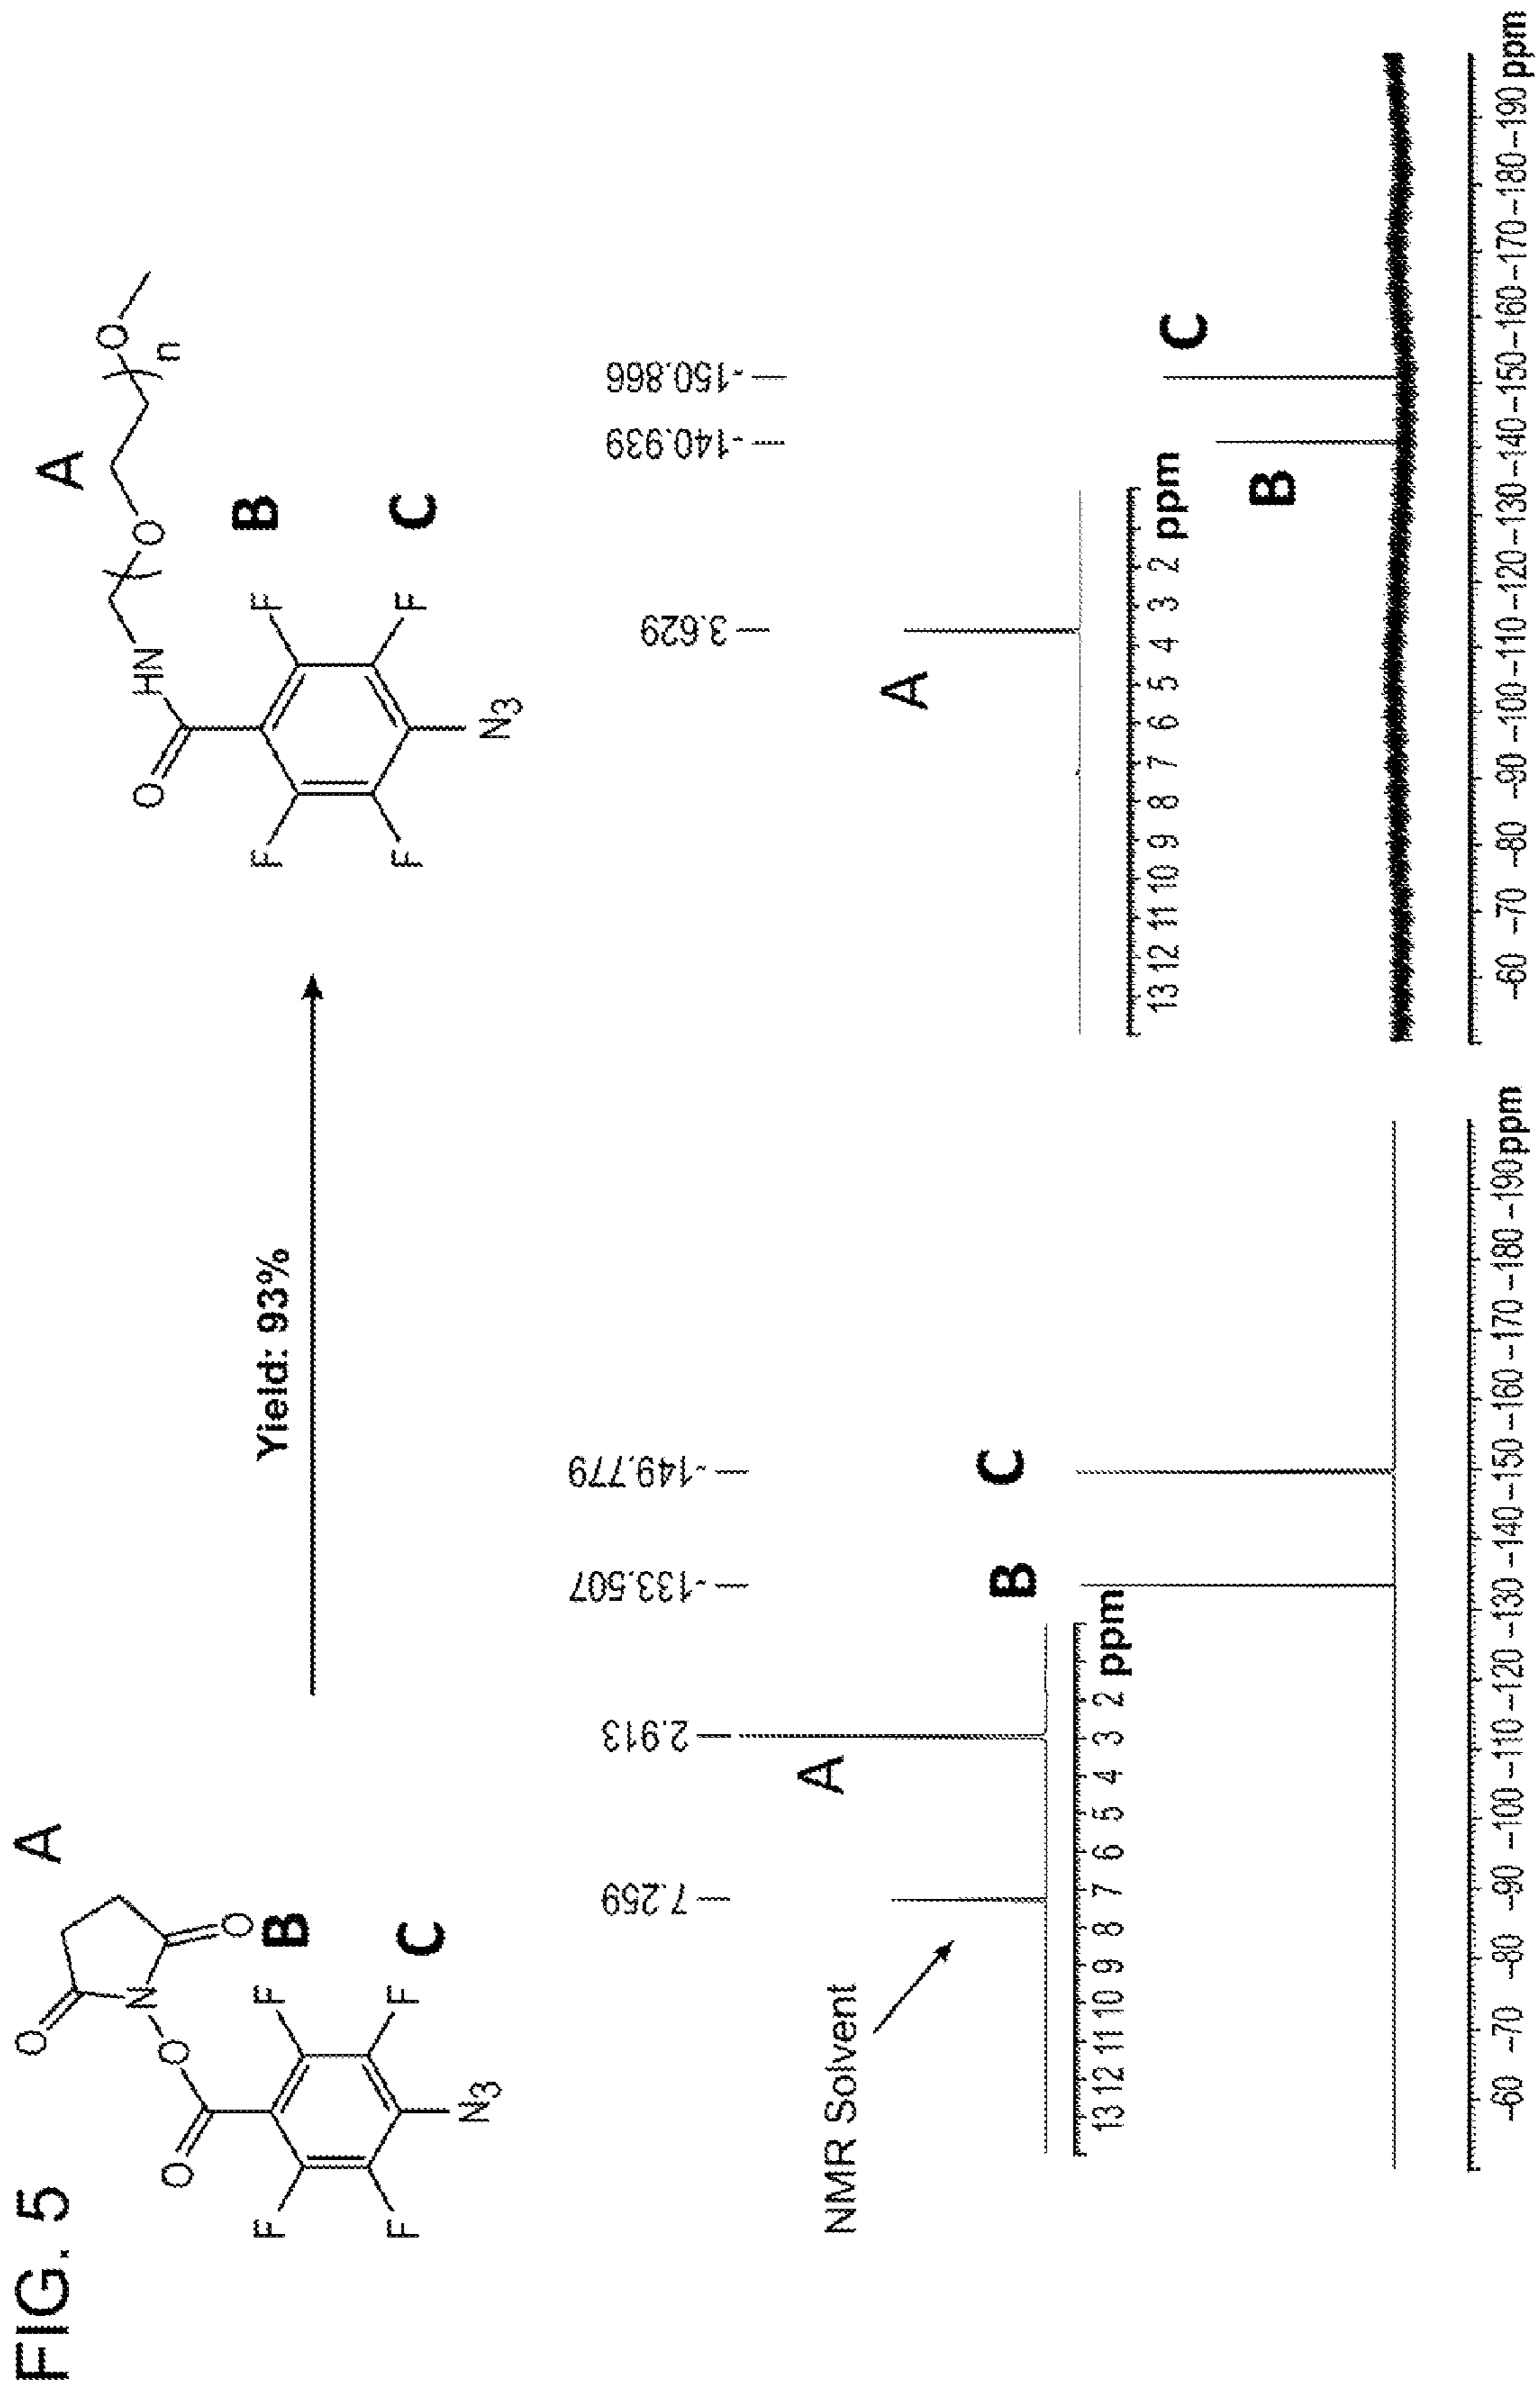 FIG. 5
A
O
O
N
O
O
B
F
F
C
F
F
N3
Yield: 93%
A
O
n
O
HN
O
B
F
F
C
F
F
N3
NMR Solvent
7.259
2.913
A
13 12 11 10 9 8 7 6 5 4 3 2 ppm
-133.507
-149.779
B
C
-60 -70 -80 -90 -100 -110 -120 -130 -140 -150 -160 -170 -180 -190 ppm
3.629
A
13 12 11 10 9 8 7 6 5 4 3 2 ppm
-140.939
-150.866
B
C
-60 -70 -80 -90 -100 -110 -120 -130 -140 -150 -160 -170 -180 -190 ppm